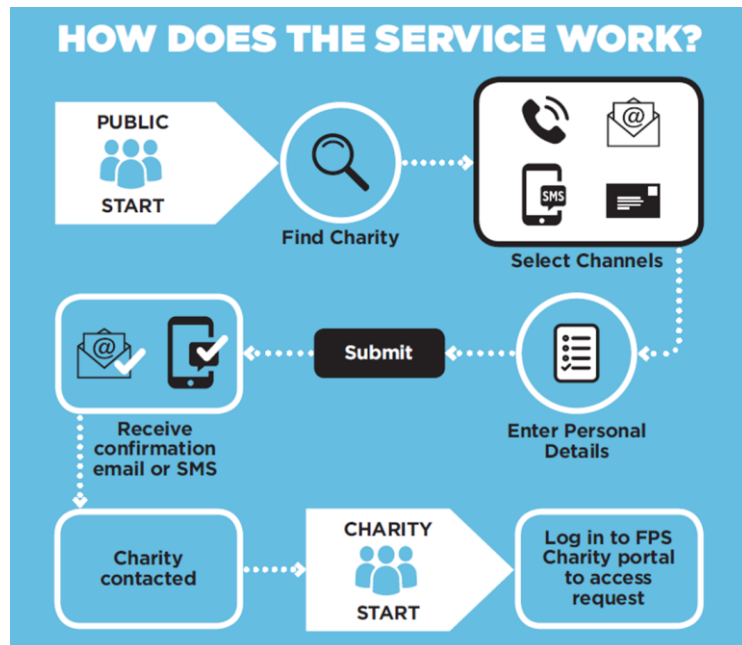 HOW DOES THE SERVICE WORK?
PUBLIC
START
Find Charity
@
SMS
Select Channels
@
Receive
confirmation
email or SMS
Submit
Enter Personal
Details
Charity
contacted
CHARITY
START
Log in to FPS
Charity portal
to access
request